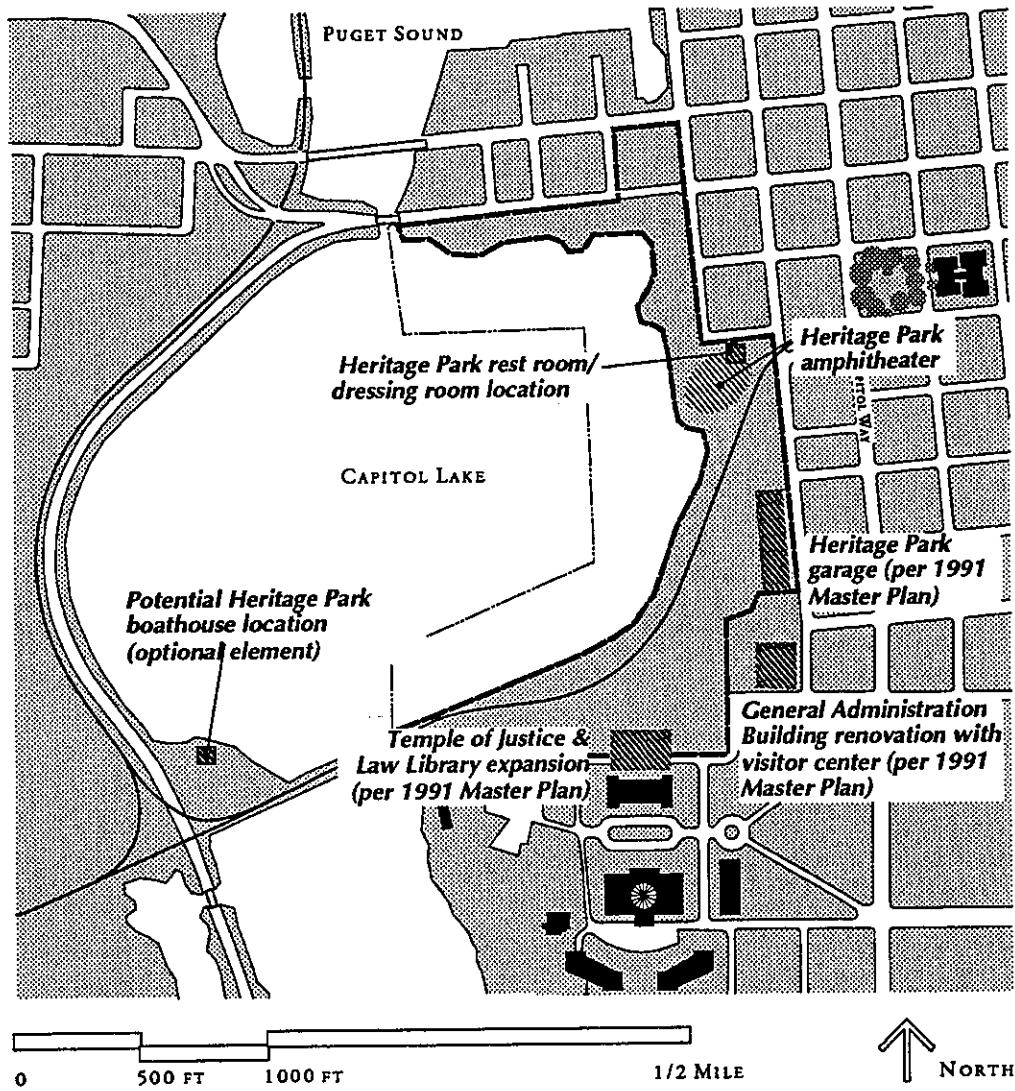 PUGET SOUND
Heritage Park rest room/
dressing room location
Heritage Park
amphitheater
CAPITOL LAKE
Heritage Park
garage (per 1991
Master Plan)
Potential Heritage Park
boathouse location
(optional element)
General Administration
Building renovation with
visitor center (per 1991
Master Plan)
Temple of Justice &
Law Library expansion
(per 1991 Master Plan)
0
500 FT
1000 FT
1/2 MILE
NORTH